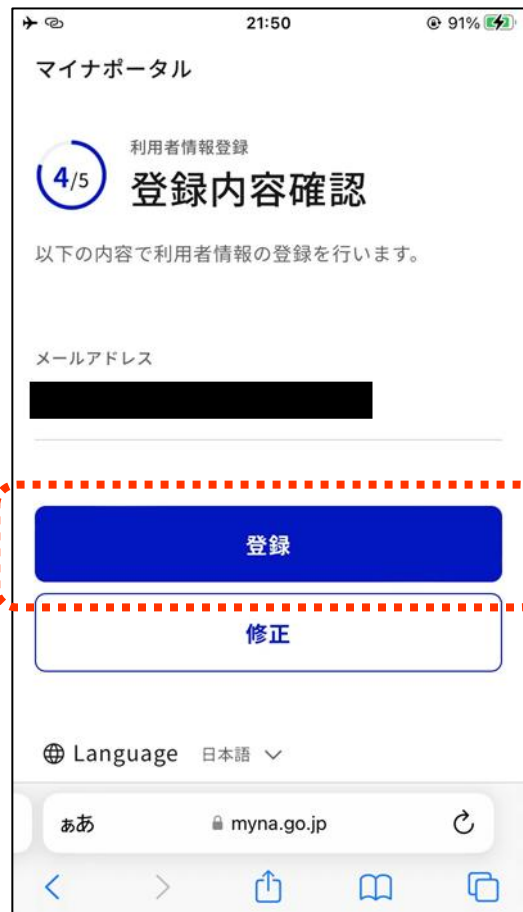 21:50
91%
マイナポータル
利用者情報登録
4/5
登録内容確認
以下の内容で利用者情報の登録を行います。
メールアドレス
登録
修正
Language 日本語
ぁあ myna.go.jp